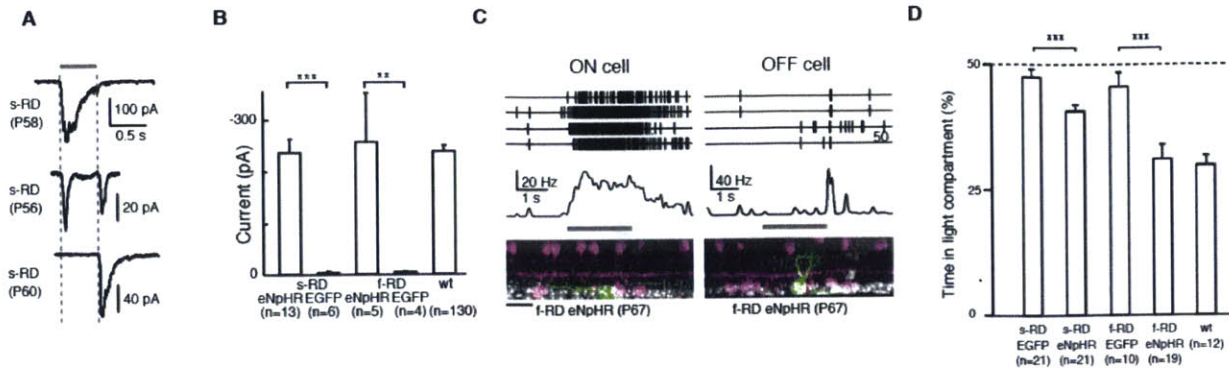 A
s-RD
(P58)
100 pA
0.5 s
s-RD
(P56)
20 pA
s-RD
(P60)
40 pA
B
***
**
-300
Current (pA)
0
s-RD
f-RD
eNpHR EGFP eNpHR EGFP wt
(n=13) (n=6) (n=5) (n=4) (n=130)
C
ON cell
OFF cell
50
20 Hz
1 s
40 Hz
1 s
f-RD eNpHR (P67)
f-RD eNpHR (P67)
D
***
***
50
25
0
Time in light compartment (%)
s-RD s-RD f-RD f-RD wt
EGFP eNpHR EGFP eNpHR (n=12)
(n=21) (n=21) (n=10) (n=19)